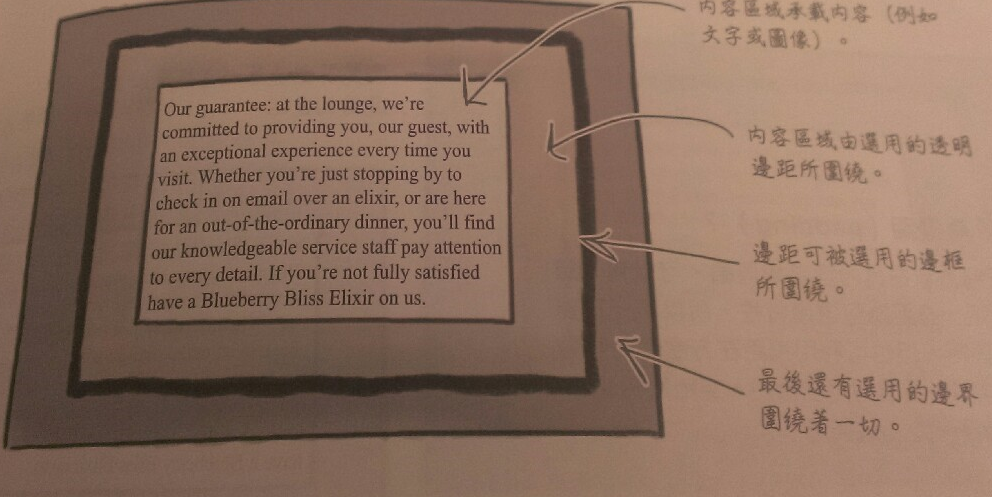 內容區域承載內容（例如
文字或圖像）。
Our guarantee: at the lounge, we're
committed to providing you, our guest, with
an exceptional experience every time you
visit. Whether you're just stopping by to
check in on email over an elixir, or are here
for an out-of-the-ordinary dinner, you'll find
our knowledgeable service staff pay attention
to every detail. If you're not fully satisfied
have a Blueberry Bliss Elixir on us.
內容區域由選用的透明
邊距所圍繞。
邊距可被選用的邊框
所圍繞。
最後還有選用的邊界
圍繞著一切。